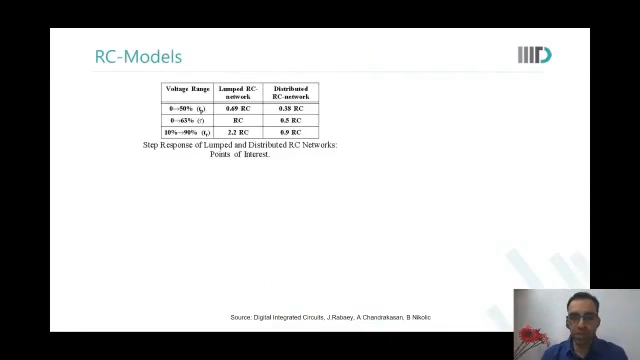 RC-Models
Voltage Range Lumped RC-network Distributed RC-network
0→50% (tp) 0.69 RC 0.38 RC
0→63% (τ) RC 0.5 RC
10%→90% (tr) 2.2 RC 0.9 RC
Step Response of Lumped and Distributed RC Networks:
Points of Interest.
Source: Digital Integrated Circuits, J.Rabaey, A Chandrakasan, B Nikolic